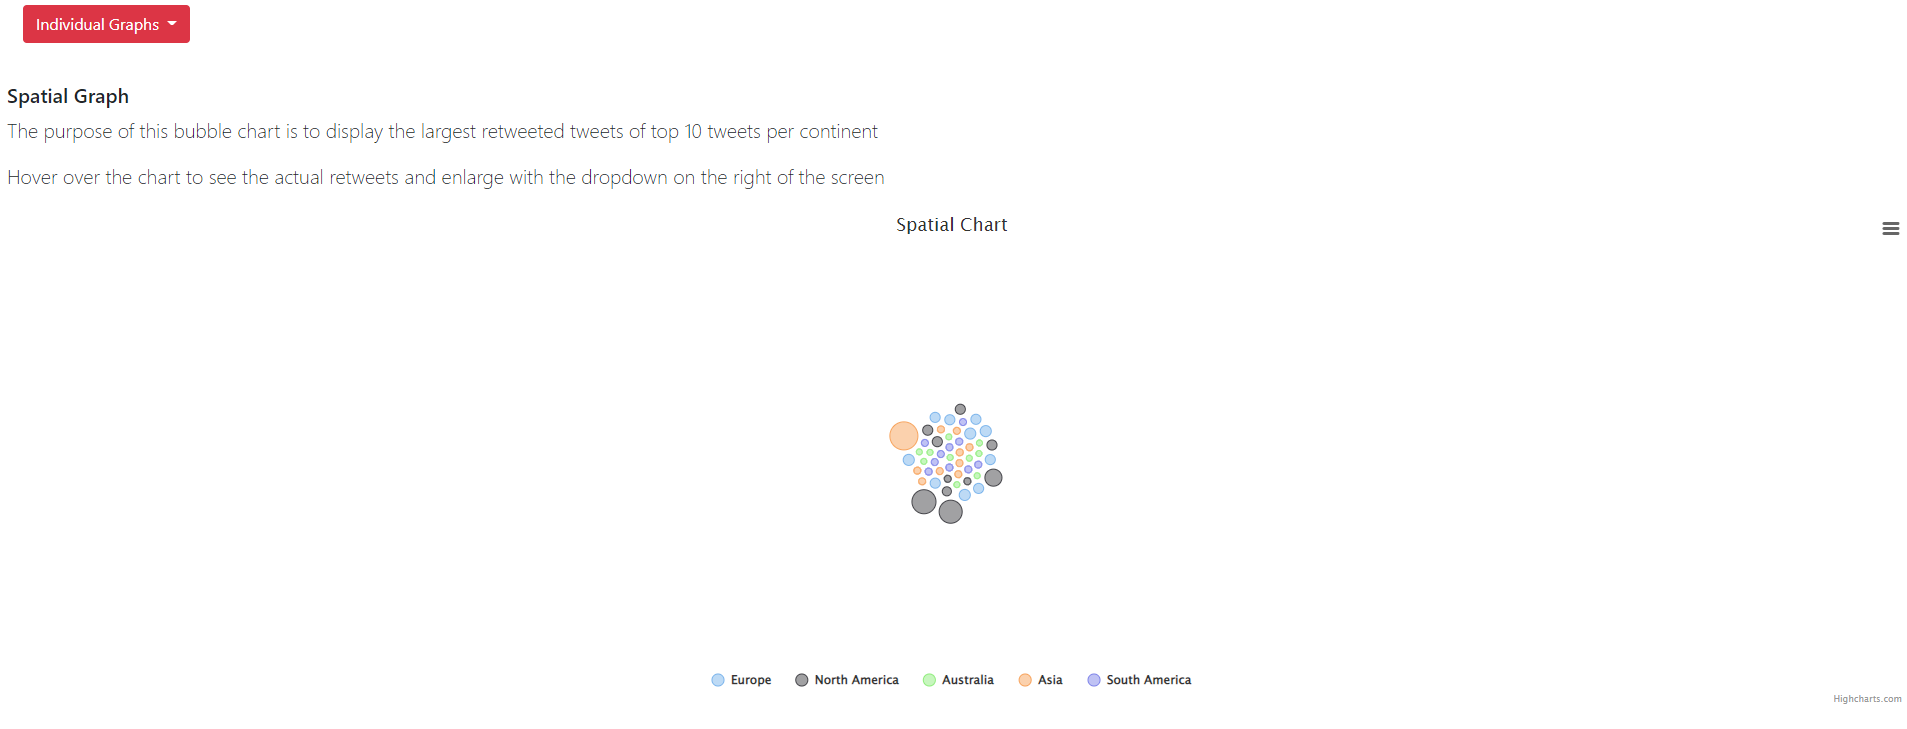 Individual Graphs
Spatial Graph
The purpose of this bubble chart is to display the largest retweeted tweets of top 10 tweets per continent
Hover over the chart to see the actual retweets and enlarge with the dropdown on the right of the screen
Spatial Chart
Europe North America Australia Asia South America
Highcharts.com